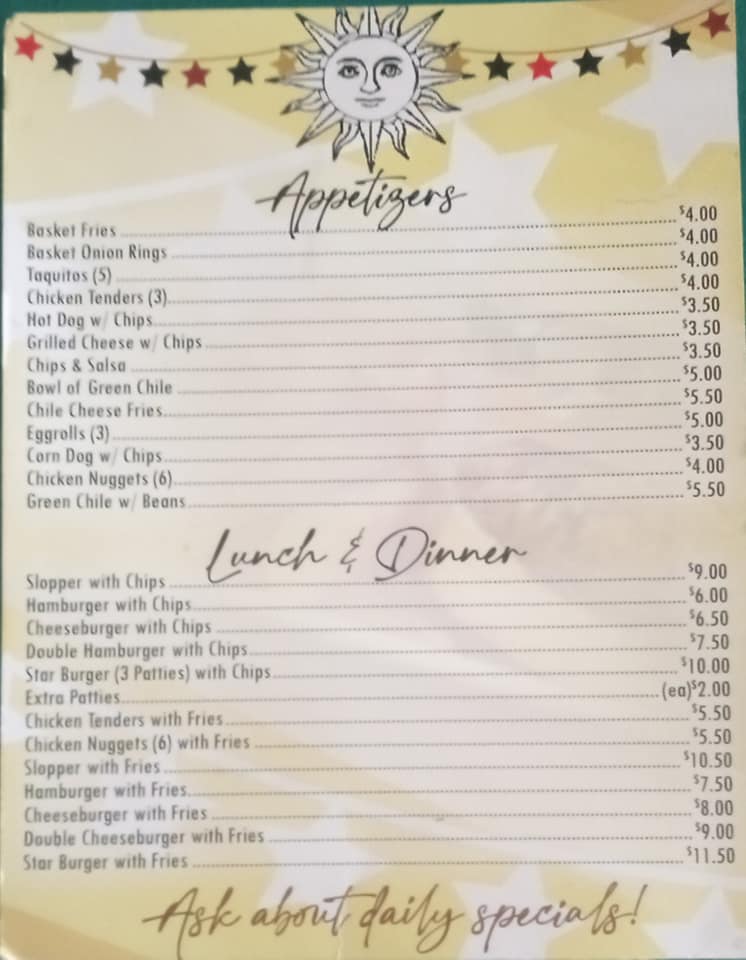 Appetizers
Basket Fries $4.00
Basket Onion Rings $4.00
Taquitos (5) $4.00
Chicken Tenders (3) $4.00
Hot Dog w/ Chips $3.50
Grilled Cheese w/ Chips $3.50
Chips & Salsa $3.50
Bowl of Green Chile $5.00
Chile Cheese Fries $5.50
Eggrolls (3) $5.00
Corn Dog w/ Chips $3.50
Chicken Nuggets (6) $4.00
Green Chile w/ Beans $5.50
Lunch & Dinner
Slopper with Chips $9.00
Hamburger with Chips $6.00
Cheeseburger with Chips $6.50
Double Hamburger with Chips $7.50
Star Burger (3 Patties) with Chips $10.00
Extra Patties (ea)$2.00
Chicken Tenders with Fries $5.50
Chicken Nuggets (6) with Fries $5.50
Slopper with Fries $10.50
Hamburger with Fries $7.50
Cheeseburger with Fries $8.00
Double Cheeseburger with Fries $9.00
Star Burger with Fries $11.50
Ask about daily specials!